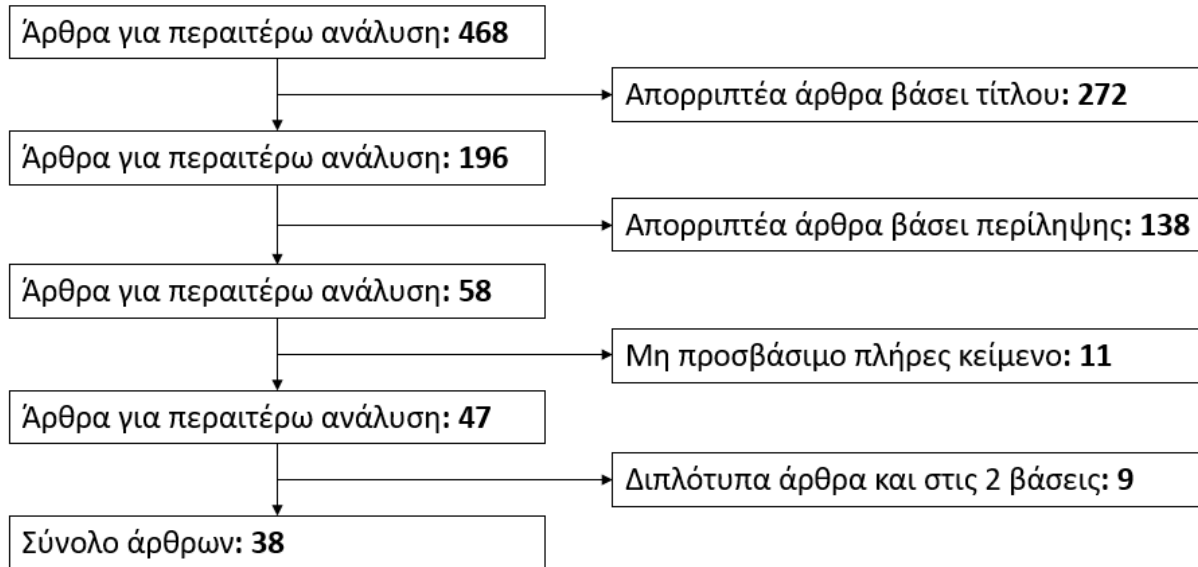 Άρθρα για περαιτέρω ανάλυση: 468
Απορριπτέα άρθρα βάσει τίτλου: 272
Άρθρα για περαιτέρω ανάλυση: 196
Απορριπτέα άρθρα βάσει περίληψης: 138
Άρθρα για περαιτέρω ανάλυση: 58
Μη προσβάσιμο πλήρες κείμενο: 11
Άρθρα για περαιτέρω ανάλυση: 47
Διπλότυπα άρθρα και στις 2 βάσεις: 9
Σύνολο άρθρων: 38